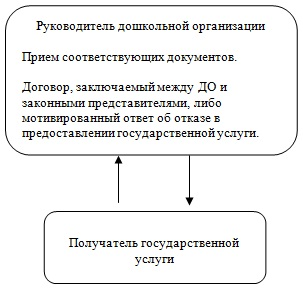 Руководитель дошкольной организации
Прием соответствующих документов.
Договор, заключаемый между ДО и
законными представителями, либо
мотивированный ответ об отказе в
предоставлении государственной услуги.
Получатель государственной
услуги